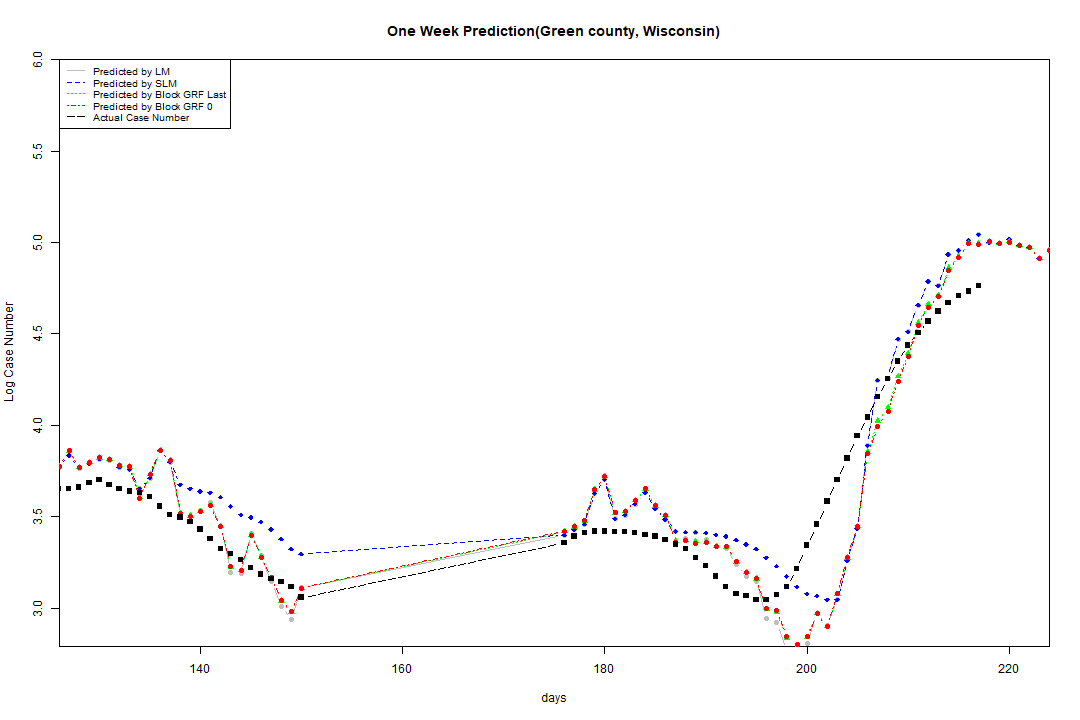 One Week Prediction(Green county, Wisconsin)
Predicted by LM
Predicted by SLM
Predicted by Block GRF Last
Predicted by Block GRF 0
Actual Case Number
6.0
5.5
5.0
4.5
4.0
3.5
3.0
Log Case Number
140 160 180 200 220
days